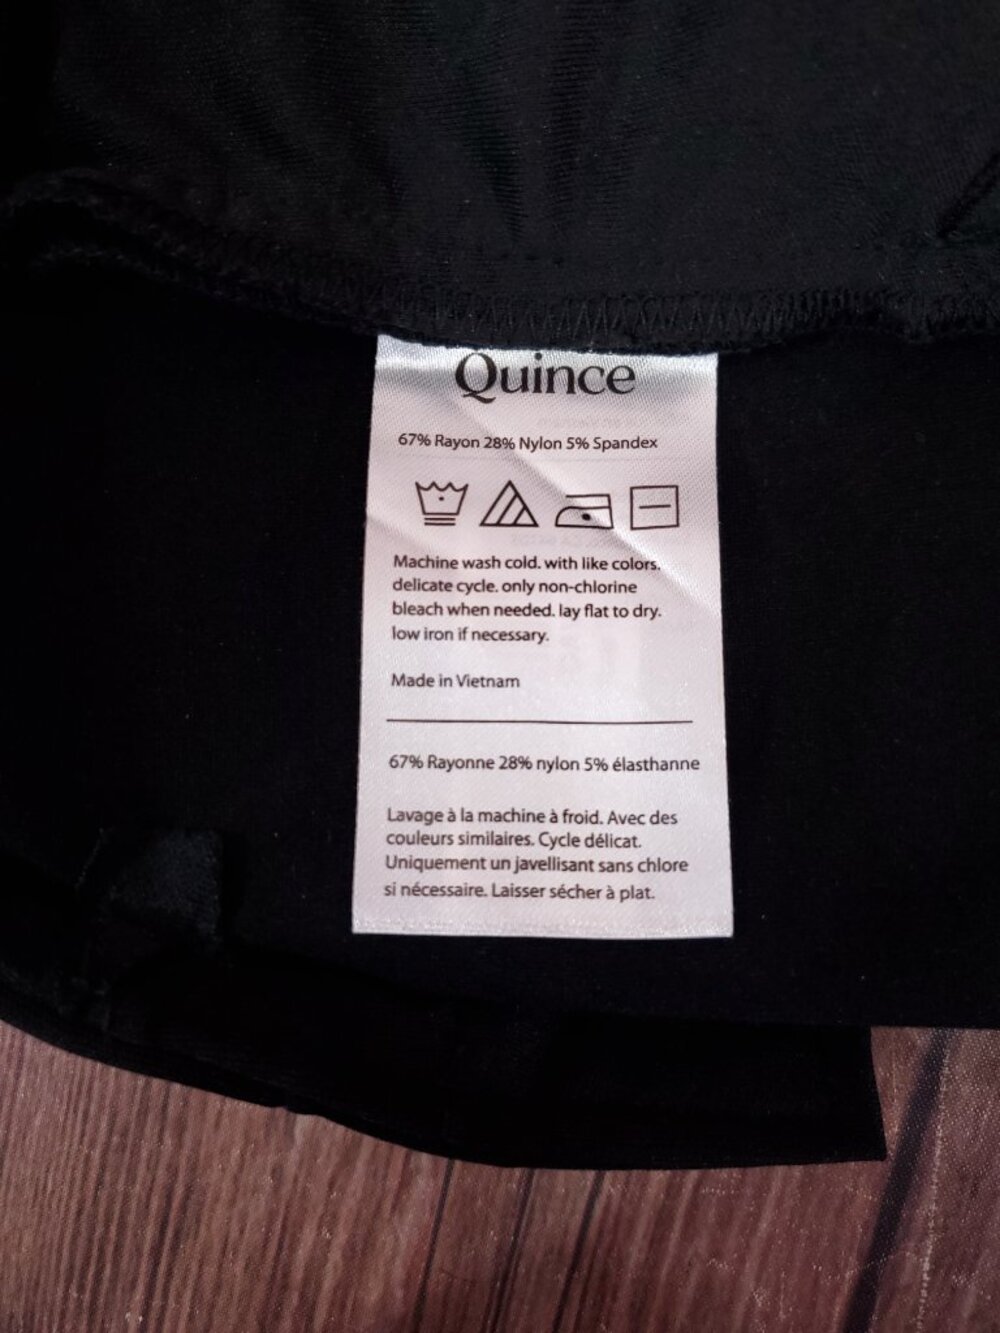 Quince
67% Rayon 28% Nylon 5% Spandex
Machine wash cold. with like colors.
delicate cycle. only non-chlorine
bleach when needed. lay flat to dry.
low iron if necessary.
Made in Vietnam
67% Rayonne 28% nylon 5% élasthanne
Lavage à la machine à froid. Avec des
couleurs similaires. Cycle délicat.
Uniquement un javellisant sans chlore
si nécessaire. Laisser sécher à plat.